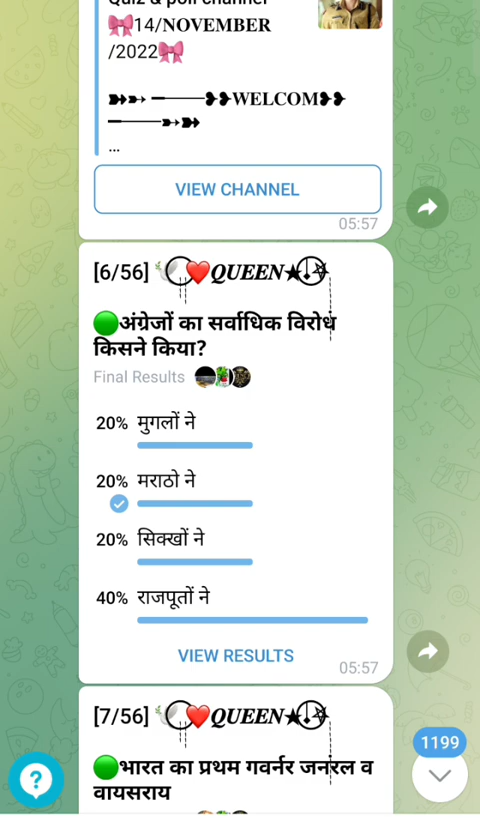 Quiz & poll channel
🎀14/NOVEMBER
/2022🎀
➽➵ ─────❥❥WELCOM❥❥
─────➵➽
...
VIEW CHANNEL
05:57
[6/56] 🕊️⃝❤️QUEEN★⃝
🟢अंग्रेजों का सर्वाधिक विरोध
किसने किया?
Final Results
20% मुगलों ने
20% मराठो ने
20% सिक्खों ने
40% राजपूतों ने
VIEW RESULTS
05:57
[7/56] 🕊️⃝❤️QUEEN★⃝
1199
🟢भारत का प्रथम गवर्नर जनरल व
वायसराय
?